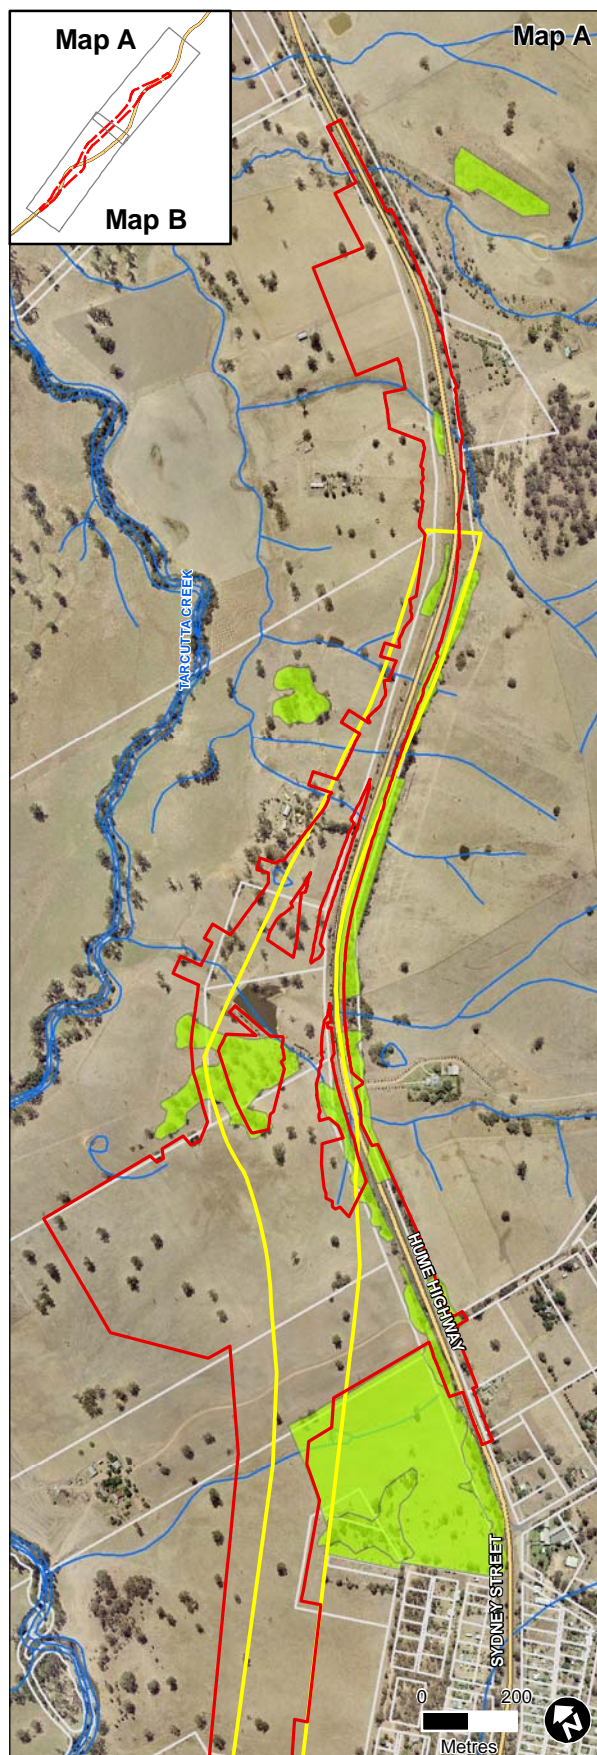 Map A
Map B
Map A
TARCUTTA CREEK
HUME HIGHWAY
SYDNEY STREET
0 200
Metres
N